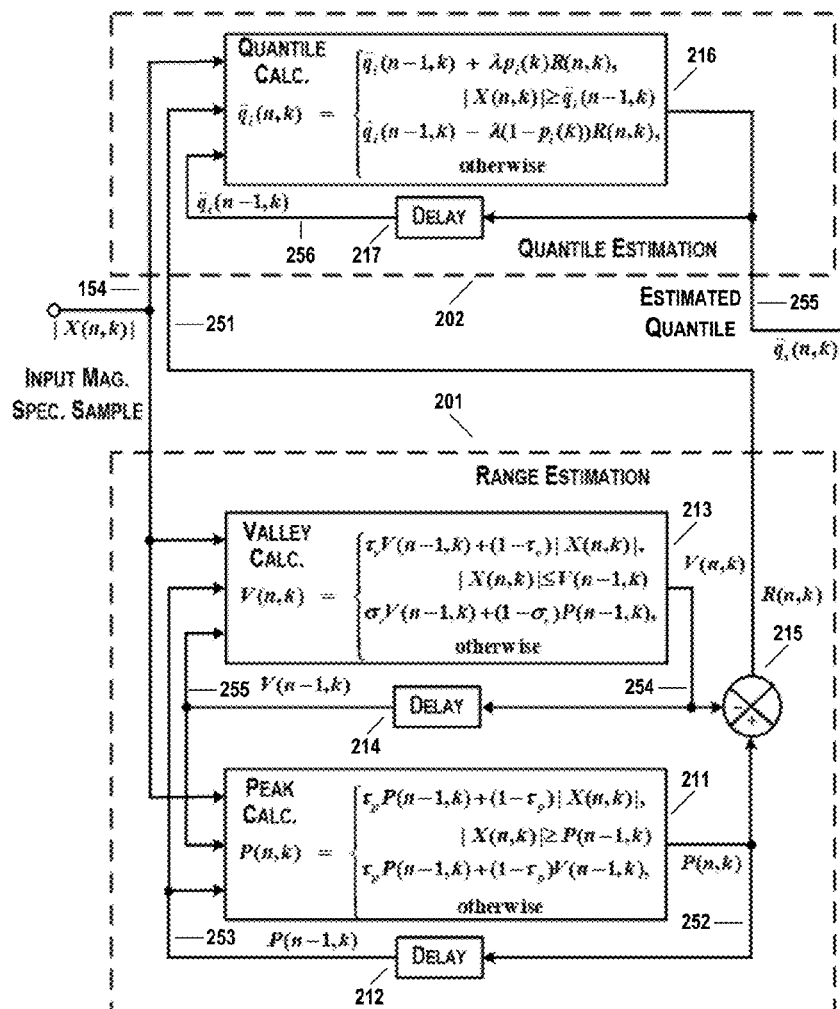 QUANTILE CALC.
q̈ᵢ(n,k) = { q̈ᵢ(n−1,k) + λpᵢ(k)R(n,k),
|X(n,k)|≥q̈ᵢ(n−1,k)
q̈ᵢ(n−1,k) − λ(1−pᵢ(k))R(n,k),
otherwise
216
q̈ᵢ(n−1,k)
256
217
DELAY
QUANTILE ESTIMATION
154
|X(n,k)|
251
202
ESTIMATED QUANTILE
255
q̈ᵢ(n,k)
INPUT MAG.
SPEC. SAMPLE
201
RANGE ESTIMATION
213
VALLEY CALC.
V(n,k) = { τᵥV(n−1,k)+(1−τᵥ)|X(n,k)|,
|X(n,k)|≤V(n−1,k)
σᵥV(n−1,k)+(1−σᵥ)P(n−1,k),
otherwise
V(n,k)
R(n,k)
215
255
V(n−1,k)
254
DELAY
214
-
+
211
PEAK CALC.
P(n,k) = { τₚP(n−1,k)+(1−τₚ)|X(n,k)|,
|X(n,k)|≥P(n−1,k)
τₚP(n−1,k)+(1−τₚ)V(n−1,k),
otherwise
P(n,k)
253
P(n−1,k)
252
DELAY
212